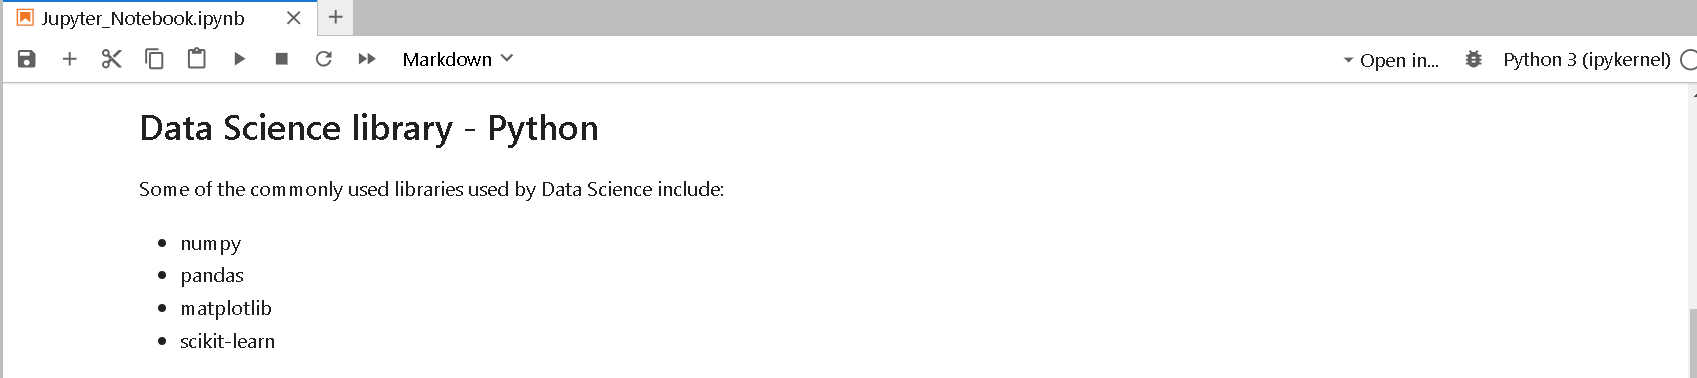 Jupyter_Notebook.ipynb
Markdown
Open in...
Python 3 (ipykernel)
Data Science library - Python
Some of the commonly used libraries used by Data Science include:
numpy
pandas
matplotlib
scikit-learn